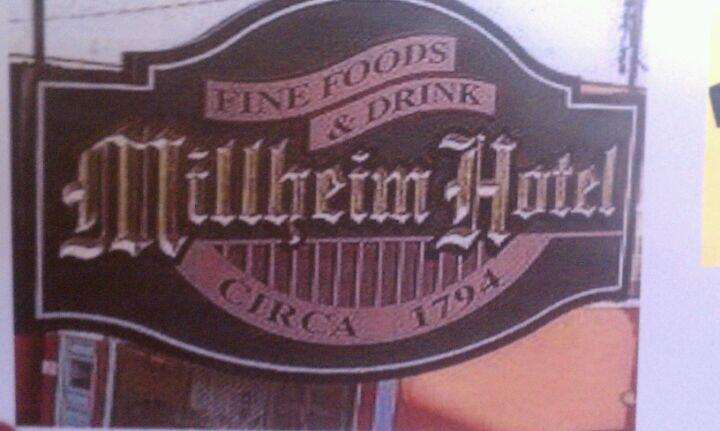 FINE FOODS
& DRINK
Millheim Hotel
CIRCA 1794